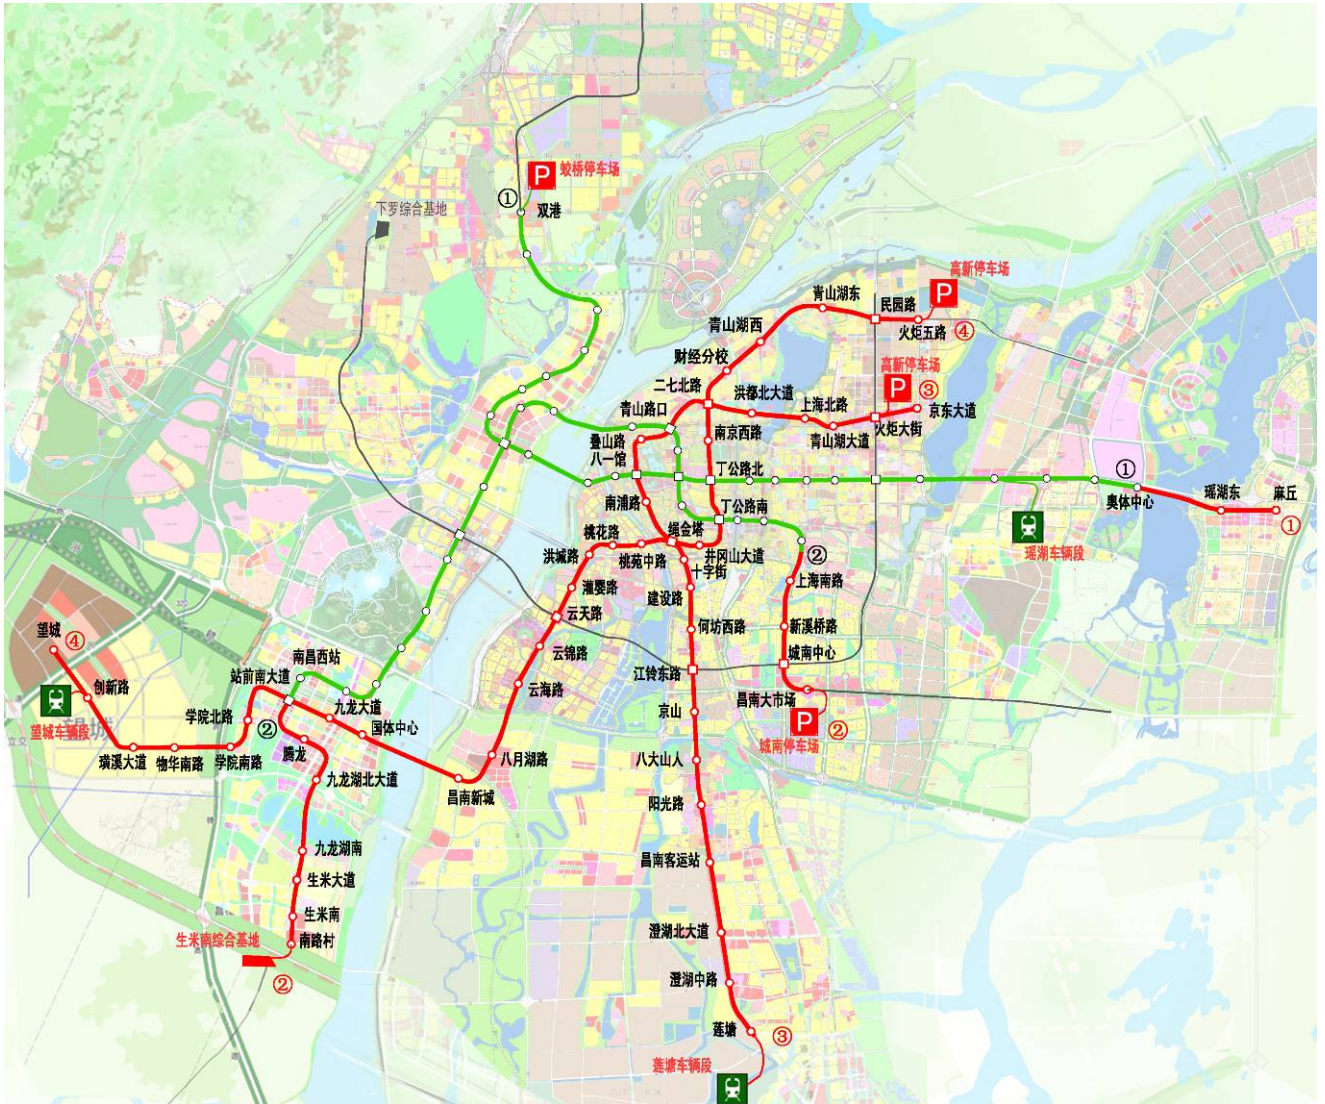 蛟桥停车场
①
双港
下罗综合基地
高新停车场
青山湖东
民园路
火炬五路
④
青山湖西
财经分校
高新停车场
③
二七北路
洪都北大道
上海北路
京东大道
青山路口
青山湖大道
火炬大街
叠山路
南京西路
八一馆
丁公路北
①
奥体中心
瑶湖东
麻丘
①
南浦路
丁公路南
瑶湖车辆段
桃花路
绳金塔
洪城路
桃苑中路
井冈山大道
十字街
②
灌婴路
建设路
上海南路
云天路
何坊西路
新溪桥路
望城
④
云锦路
城南中心
南昌西站
站前南大道
江铃东路
创新路
云海路
昌南大市场
九龙大道
京山
学院北路
国体中心
望城车辆段
望城
②
城南停车场
②
璜溪大道
物华南路
学院南路
腾龙
八月湖路
八大山人
九龙湖北大道
昌南新城
阳光路
九龙湖南
昌南客运站
生米大道
生米南
澄湖北大道
生米南综合基地
南路村
②
澄湖中路
莲塘
③
莲塘车辆段